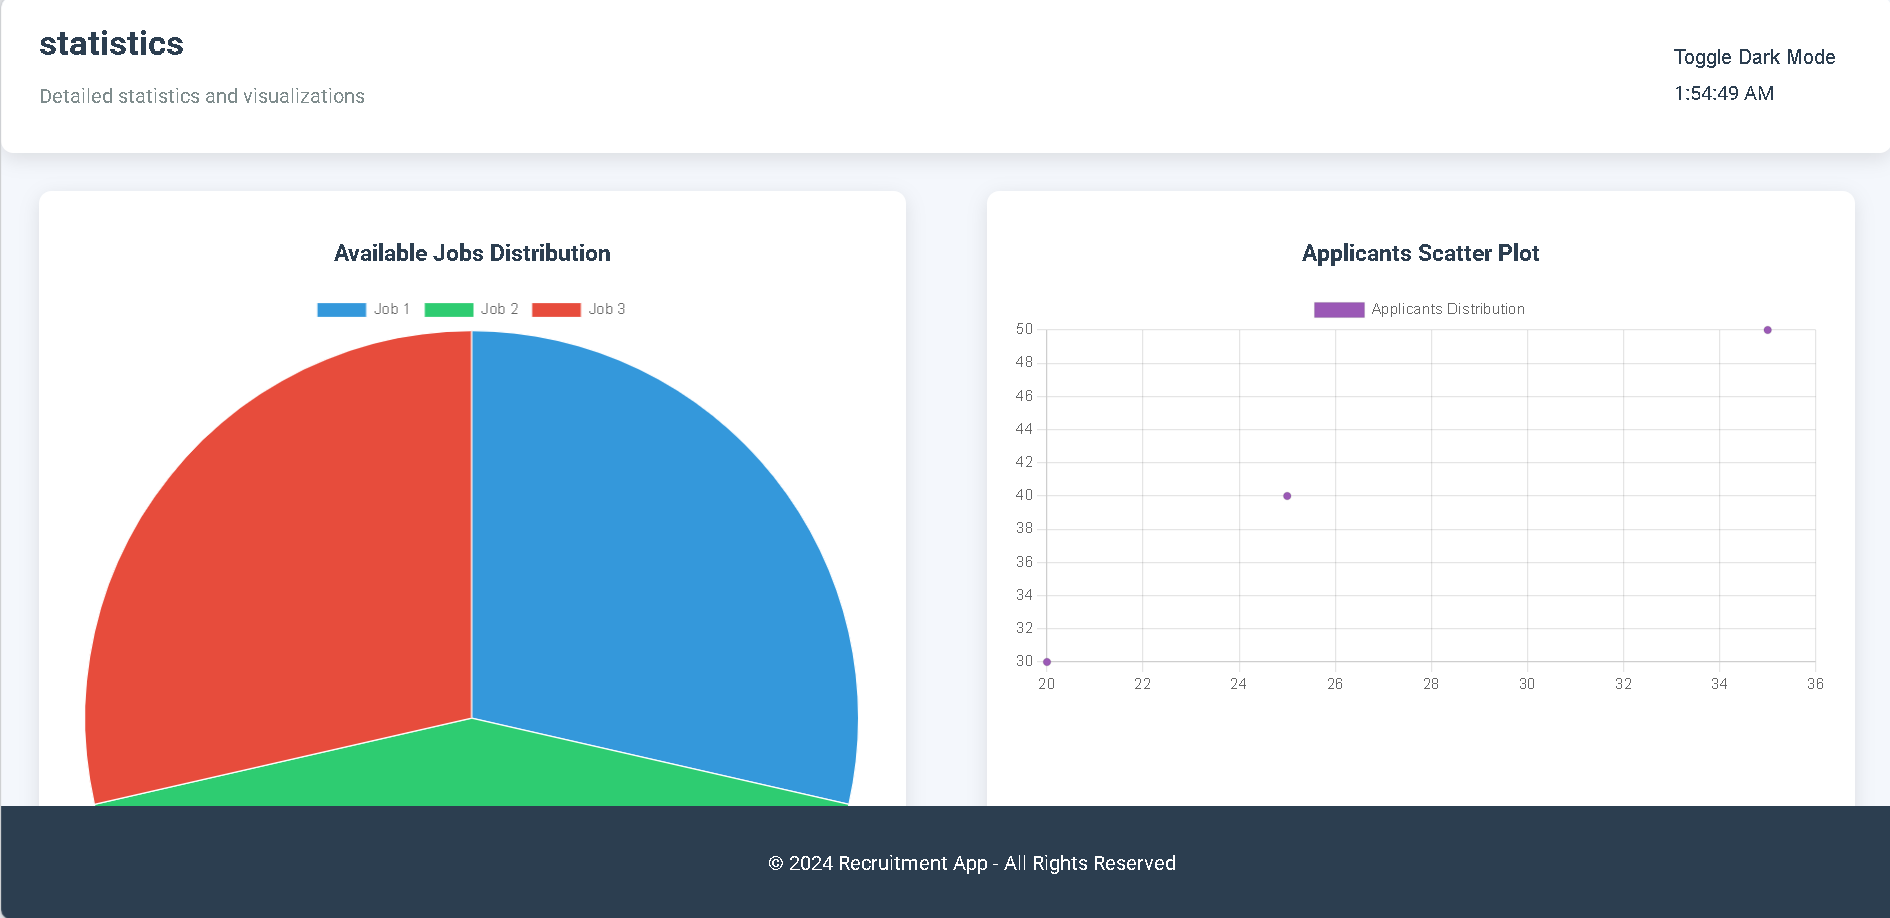 statistics
Detailed statistics and visualizations
Toggle Dark Mode
1:54:49 AM
Available Jobs Distribution
Job 1 Job 2 Job 3
Applicants Scatter Plot
Applicants Distribution
50
48
46
44
42
40
38
36
34
32
30
20 22 24 26 28 30 32 34 36
© 2024 Recruitment App - All Rights Reserved